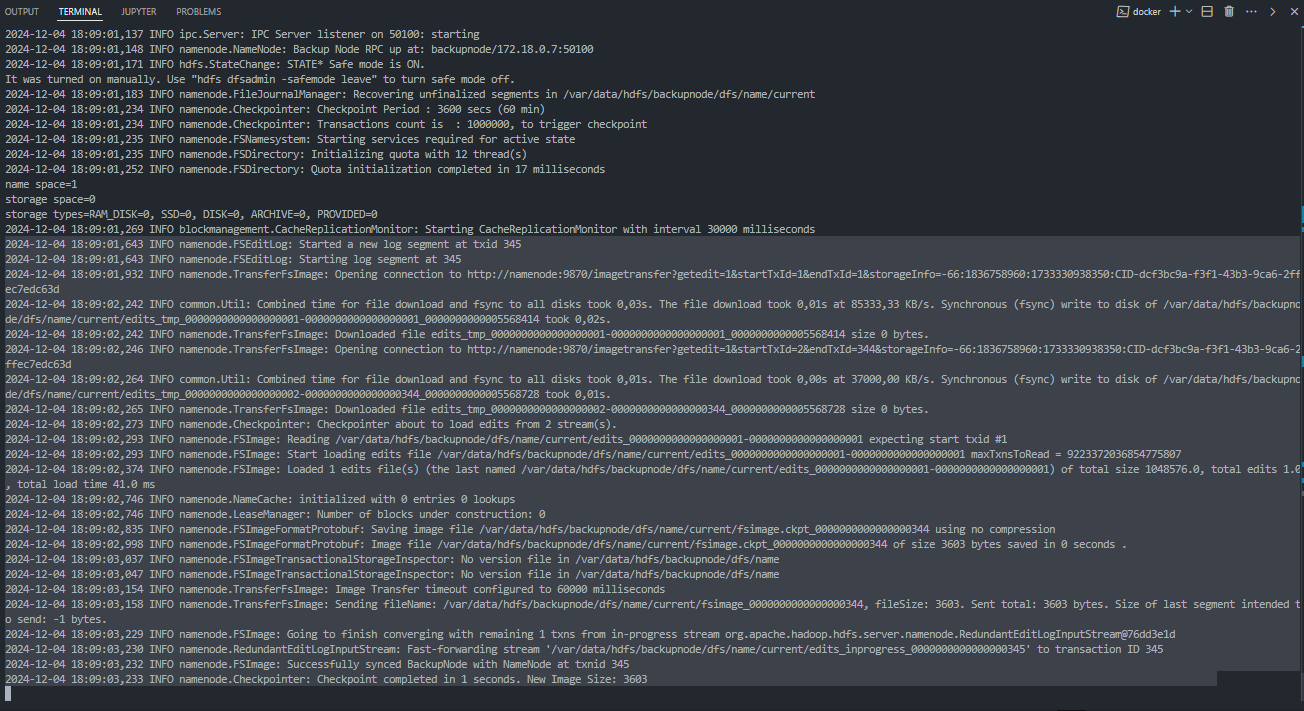 OUTPUT TERMINAL JUPYTER PROBLEMS docker
2024-12-04 18:09:01,137 INFO ipc.Server: IPC Server listener on 50100: starting
2024-12-04 18:09:01,148 INFO namenode.NameNode: Backup Node RPC up at: backupnode/172.18.0.7:50100
2024-12-04 18:09:01,171 INFO hdfs.StateChange: STATE* Safe mode is ON.
It was turned on manually. Use "hdfs dfsadmin -safemode leave" to turn safe mode off.
2024-12-04 18:09:01,183 INFO namenode.FileJournalManager: Recovering unfinalized segments in /var/data/hdfs/backupnode/dfs/name/current
2024-12-04 18:09:01,234 INFO namenode.Checkpointer: Checkpoint Period : 3600 secs (60 min)
2024-12-04 18:09:01,234 INFO namenode.Checkpointer: Transactions count is  : 1000000, to trigger checkpoint
2024-12-04 18:09:01,235 INFO namenode.FSNamesystem: Starting services required for active state
2024-12-04 18:09:01,235 INFO namenode.FSDirectory: Initializing quota with 12 thread(s)
2024-12-04 18:09:01,252 INFO namenode.FSDirectory: Quota initialization completed in 17 milliseconds
name space=1
storage space=0
storage types=RAM_DISK=0, SSD=0, DISK=0, ARCHIVE=0, PROVIDED=0
2024-12-04 18:09:01,269 INFO blockmanagement.CacheReplicationMonitor: Starting CacheReplicationMonitor with interval 30000 milliseconds
2024-12-04 18:09:01,643 INFO namenode.FSEditLog: Started a new log segment at txid 345
2024-12-04 18:09:01,643 INFO namenode.FSEditLog: Starting log segment at 345
2024-12-04 18:09:01,932 INFO namenode.TransferFsImage: Opening connection to http://namenode:9870/imagetransfer?getedit=1&startTxId=1&endTxId=1&storageInfo=-66:1836758960:1733330938350:CID-dcf3bc9a-f3f1-43b3-9ca6-2ff
ec7edc63d
2024-12-04 18:09:02,242 INFO common.Util: Combined time for file download and fsync to all disks took 0,03s. The file download took 0,01s at 85333,33 KB/s. Synchronous (fsync) write to disk of /var/data/hdfs/backupno
de/dfs/name/current/edits_tmp_0000000000000000001-0000000000000000001_0000000000005568414 took 0,02s.
2024-12-04 18:09:02,242 INFO namenode.TransferFsImage: Downloaded file edits_tmp_0000000000000000001-0000000000000000001_0000000000005568414 size 0 bytes.
2024-12-04 18:09:02,246 INFO namenode.TransferFsImage: Opening connection to http://namenode:9870/imagetransfer?getedit=1&startTxId=2&endTxId=344&storageInfo=-66:1836758960:1733330938350:CID-dcf3bc9a-f3f1-43b3-9ca6-2
ffec7edc63d
2024-12-04 18:09:02,264 INFO common.Util: Combined time for file download and fsync to all disks took 0,01s. The file download took 0,00s at 37000,00 KB/s. Synchronous (fsync) write to disk of /var/data/hdfs/backupno
de/dfs/name/current/edits_tmp_0000000000000000002-0000000000000000344_0000000000005568728 took 0,01s.
2024-12-04 18:09:02,265 INFO namenode.TransferFsImage: Downloaded file edits_tmp_0000000000000000002-0000000000000000344_0000000000005568728 size 0 bytes.
2024-12-04 18:09:02,273 INFO namenode.Checkpointer: Checkpointer about to load edits from 2 stream(s).
2024-12-04 18:09:02,293 INFO namenode.FSImage: Reading /var/data/hdfs/backupnode/dfs/name/current/edits_0000000000000000001-0000000000000000001 expecting start txid #1
2024-12-04 18:09:02,293 INFO namenode.FSImage: Start loading edits file /var/data/hdfs/backupnode/dfs/name/current/edits_0000000000000000001-0000000000000000001 maxTxnsToRead = 9223372036854775807
2024-12-04 18:09:02,374 INFO namenode.FSImage: Loaded 1 edits file(s) (the last named /var/data/hdfs/backupnode/dfs/name/current/edits_0000000000000000001-0000000000000000001) of total size 1048576.0, total edits 1.0
, total load time 41.0 ms
2024-12-04 18:09:02,746 INFO namenode.NameCache: initialized with 0 entries 0 lookups
2024-12-04 18:09:02,746 INFO namenode.LeaseManager: Number of blocks under construction: 0
2024-12-04 18:09:02,835 INFO namenode.FSImageFormatProtobuf: Saving image file /var/data/hdfs/backupnode/dfs/name/current/fsimage.ckpt_0000000000000000344 using no compression
2024-12-04 18:09:02,998 INFO namenode.FSImageFormatProtobuf: Image file /var/data/hdfs/backupnode/dfs/name/current/fsimage.ckpt_0000000000000000344 of size 3603 bytes saved in 0 seconds .
2024-12-04 18:09:03,037 INFO namenode.FSImageTransactionalStorageInspector: No version file in /var/data/hdfs/backupnode/dfs/name
2024-12-04 18:09:03,047 INFO namenode.FSImageTransactionalStorageInspector: No version file in /var/data/hdfs/backupnode/dfs/name
2024-12-04 18:09:03,154 INFO namenode.TransferFsImage: Image Transfer timeout configured to 60000 milliseconds
2024-12-04 18:09:03,158 INFO namenode.TransferFsImage: Sending fileName: /var/data/hdfs/backupnode/dfs/name/current/fsimage_0000000000000000344, fileSize: 3603. Sent total: 3603 bytes. Size of last segment intended t
o send: -1 bytes.
2024-12-04 18:09:03,229 INFO namenode.FSImage: Going to finish converging with remaining 1 txns from in-progress stream org.apache.hadoop.hdfs.server.namenode.RedundantEditLogInputStream@76dd3e1d
2024-12-04 18:09:03,230 INFO namenode.RedundantEditLogInputStream: Fast-forwarding stream '/var/data/hdfs/backupnode/dfs/name/current/edits_inprogress_0000000000000000345' to transaction ID 345
2024-12-04 18:09:03,232 INFO namenode.FSImage: Successfully synced BackupNode with NameNode at txnid 345
2024-12-04 18:09:03,233 INFO namenode.Checkpointer: Checkpoint completed in 1 seconds. New Image Size: 3603